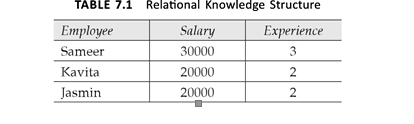 TABLE 7.1 Relational Knowledge Structure
Employee Salary Experience
Sameer 30000 3
Kavita 20000 2
Jasmin 20000 2